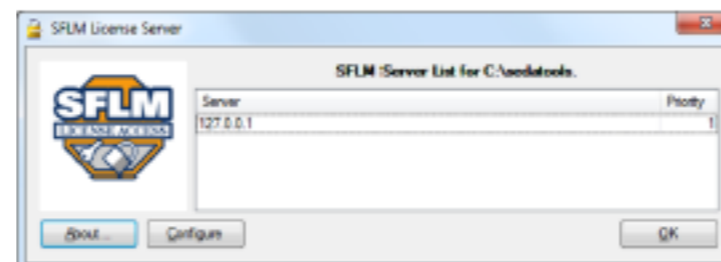 SFLM License Server
SFLM Server List for C:\sedatools.
SFLM
LICENSE ACCESS
Server Priority
127.0.0.1 1
About... Configure OK